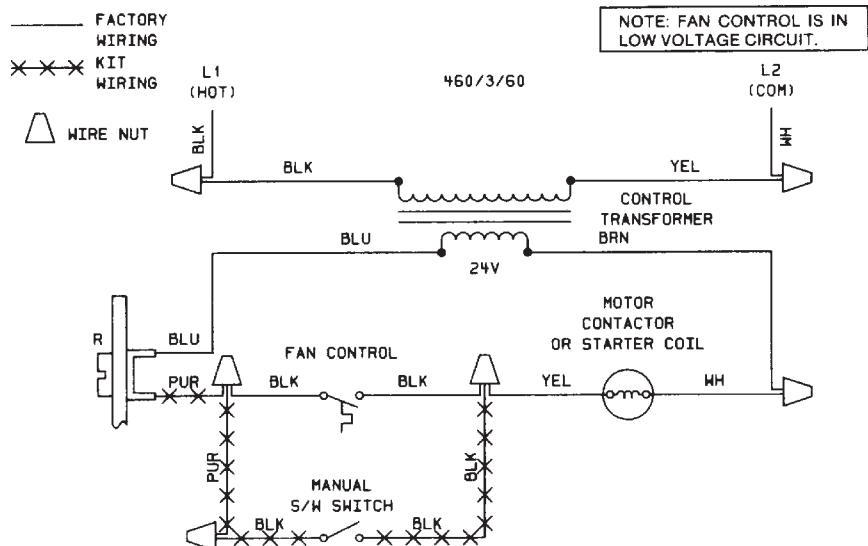 FACTORY
WIRING
KIT
WIRING
WIRE NUT
NOTE: FAN CONTROL IS IN
LOW VOLTAGE CIRCUIT.
L1
(HOT)
460/3/60
L2
(COM)
BLK
WH
BLK
YEL
CONTROL
TRANSFORMER
BLU
BRN
24V
MOTOR
CONTACTOR
OR STARTER COIL
R
BLU
FAN CONTROL
PUR
BLK
BLK
YEL
WH
PUR
BLK
MANUAL
S/W SWITCH
BLK
BLK